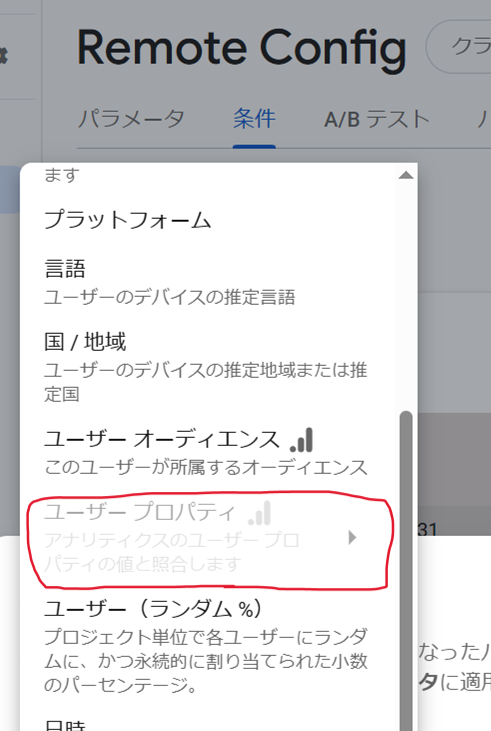 Remote Config
クラ
パラメータ
条件
A/B テスト
ます
プラットフォーム
言語
ユーザーのデバイスの推定言語
国 / 地域
ユーザーのデバイスの推定地域または推
定国
ユーザー オーディエンス
このユーザーが所属するオーディエンス
ユーザー プロパティ
アナリティクスのユーザー プロ
パティの値と照合します
31
ユーザー（ランダム %）
プロジェクト単位で各ユーザーにランダ
ムに、かつ永続的に割り当てられた小数
のパーセンテージ。
なった
タに適用
日時